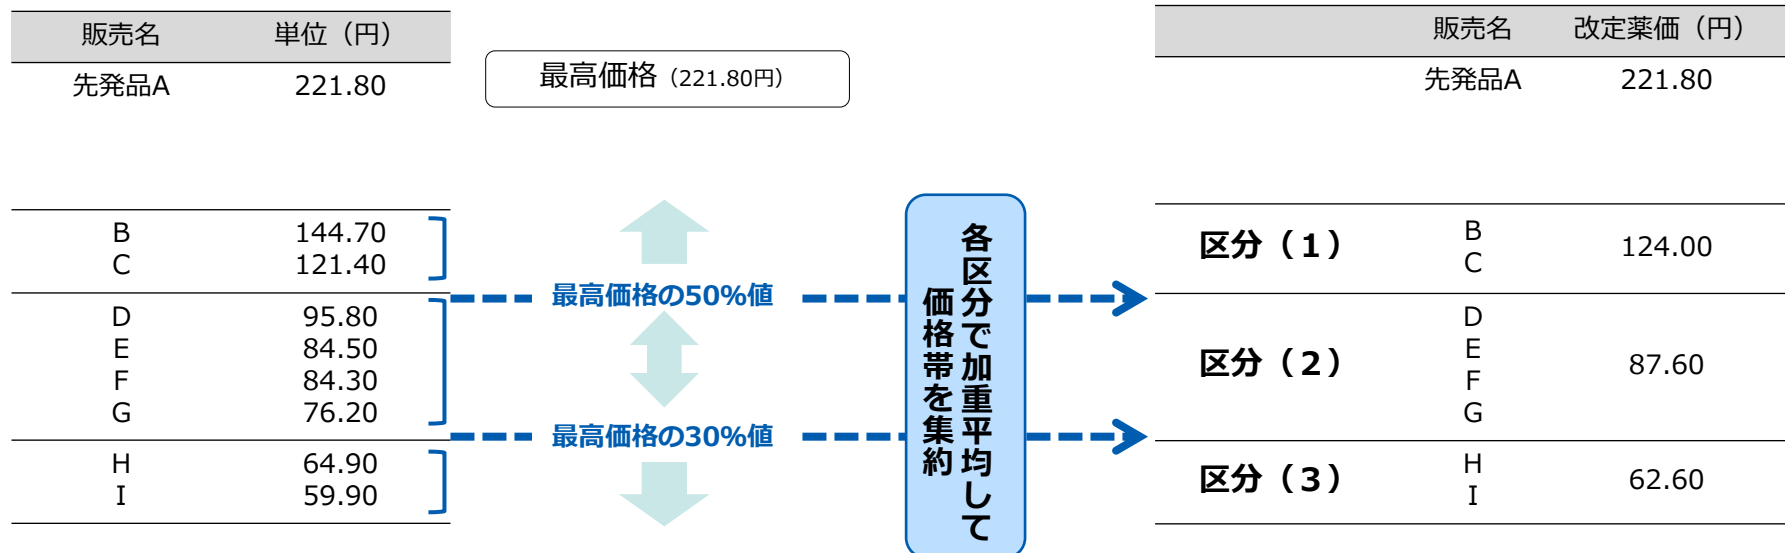 販売名 単位（円）
先発品A 221.80
B 144.70
C 121.40
D 95.80
E 84.50
F 84.30
G 76.20
H 64.90
I 59.90
最高価格（221.80円）
最高価格の50%値
最高価格の30%値
各区分で加重平均して
価格帯を集約
販売名 改定薬価（円）
先発品A 221.80
区分（１） B C 124.00
区分（２） D E F G 87.60
区分（３） H I 62.60